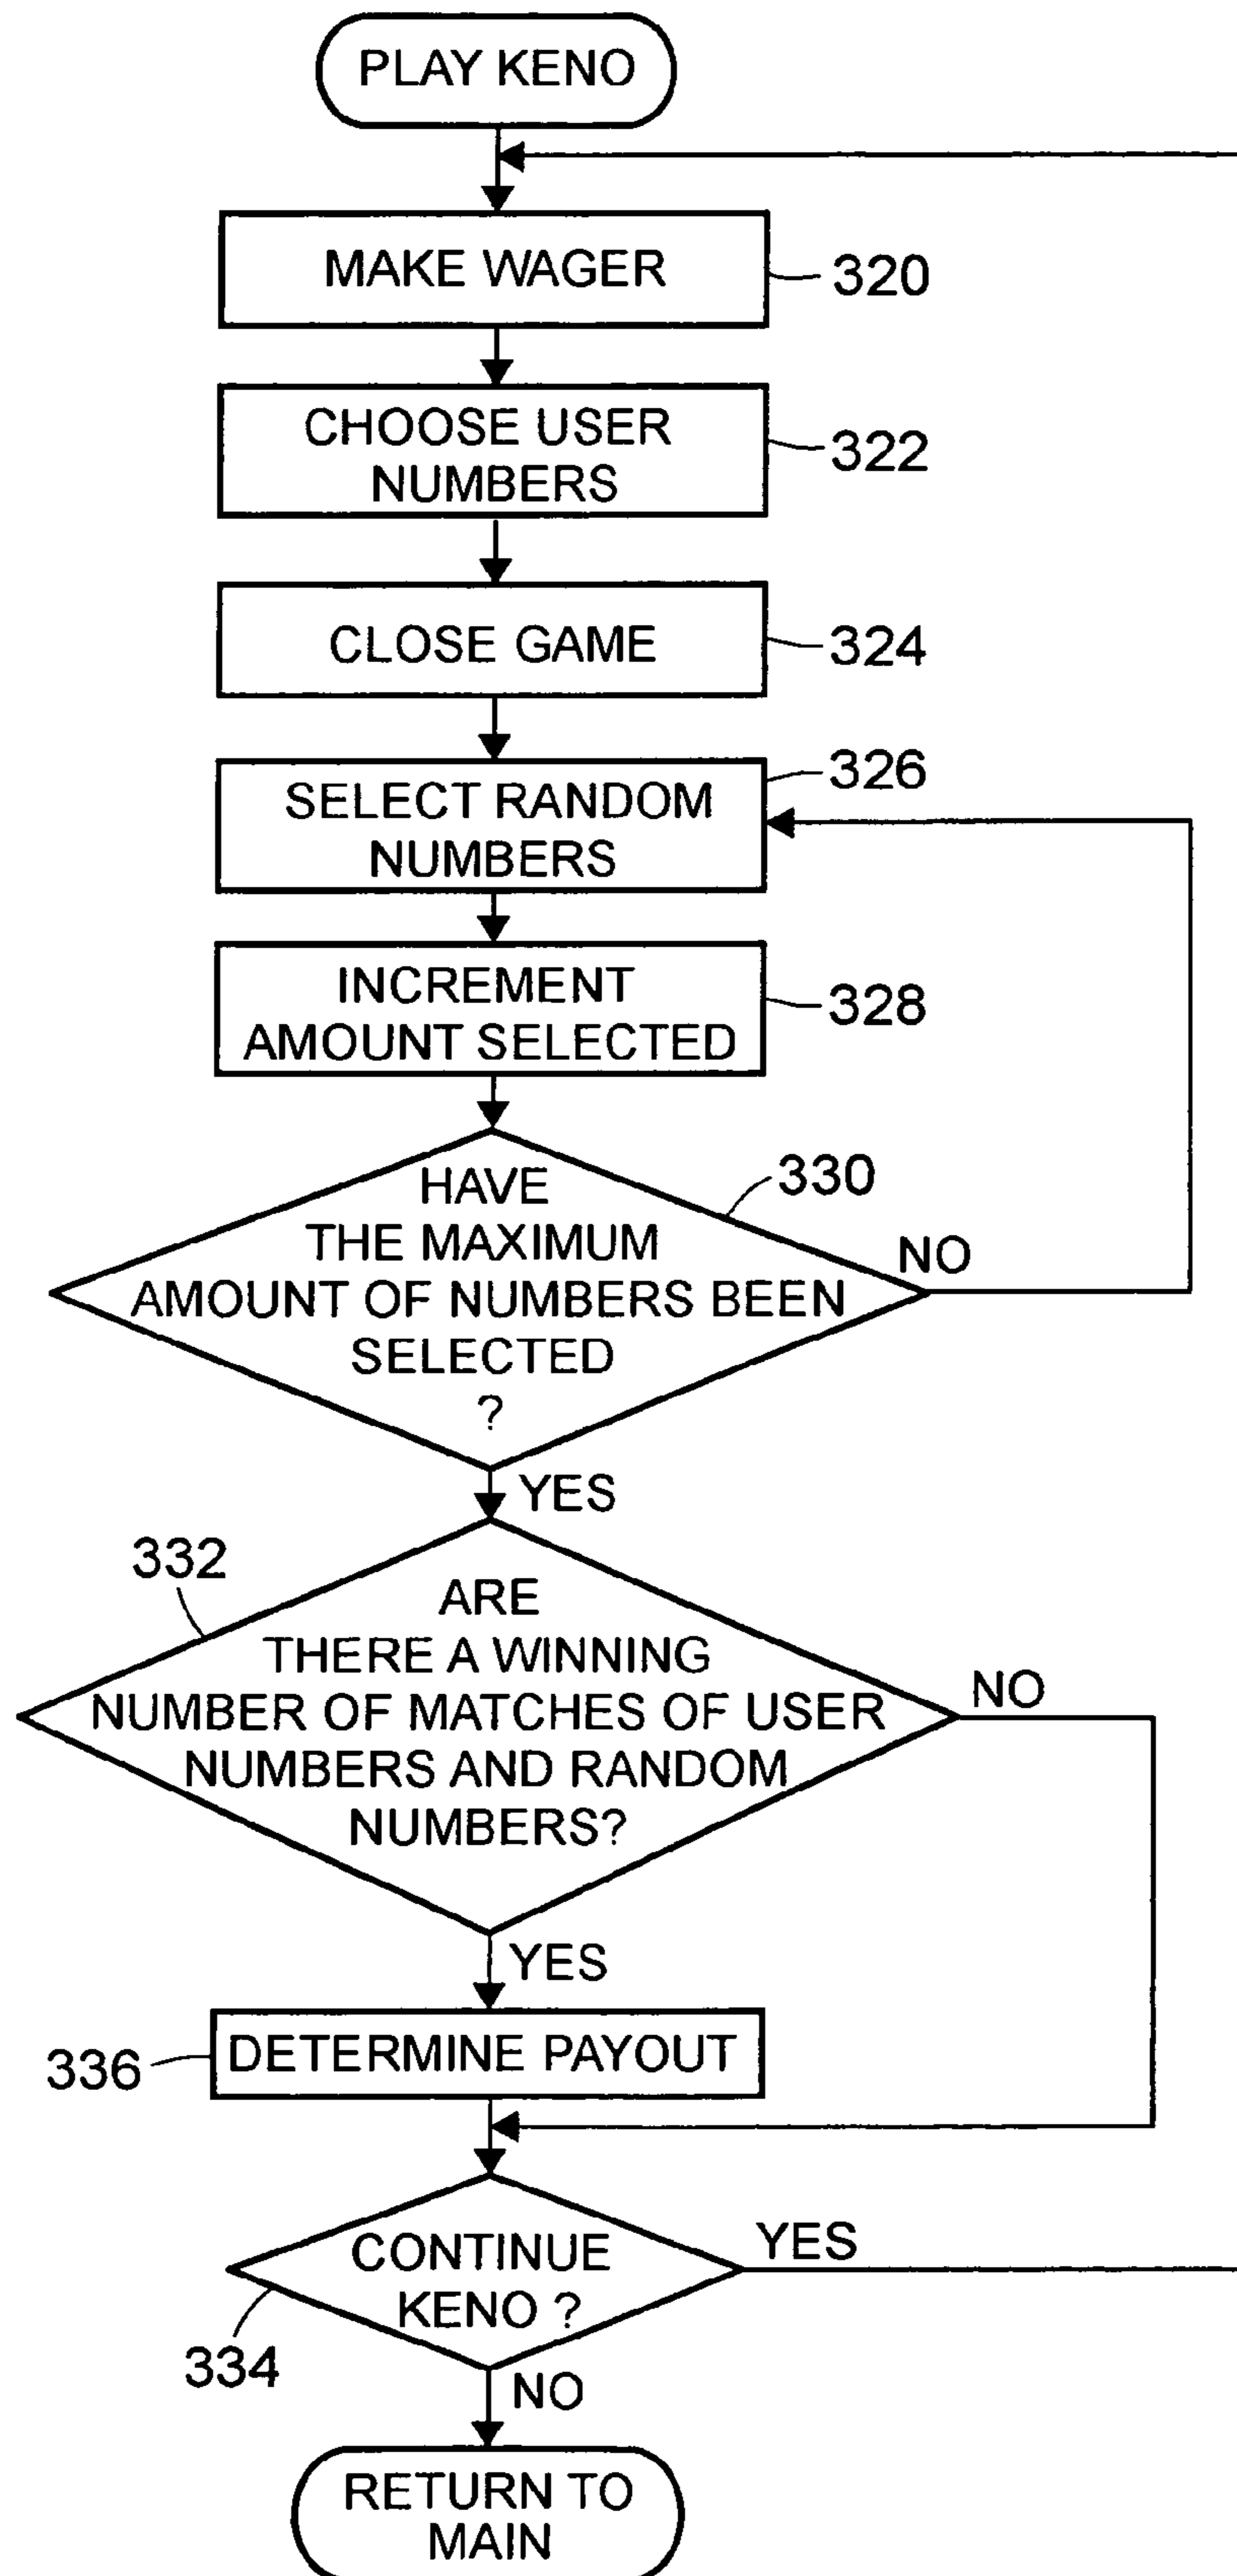 PLAY KENO
MAKE WAGER
320
CHOOSE USER
NUMBERS
322
CLOSE GAME
324
SELECT RANDOM
NUMBERS
326
INCREMENT
AMOUNT SELECTED
328
HAVE
THE MAXIMUM
AMOUNT OF NUMBERS BEEN
SELECTED
?
330
NO
YES
332
ARE
THERE A WINNING
NUMBER OF MATCHES OF USER
NUMBERS AND RANDOM
NUMBERS?
NO
YES
336
DETERMINE PAYOUT
CONTINUE
KENO ?
YES
334
NO
RETURN TO
MAIN